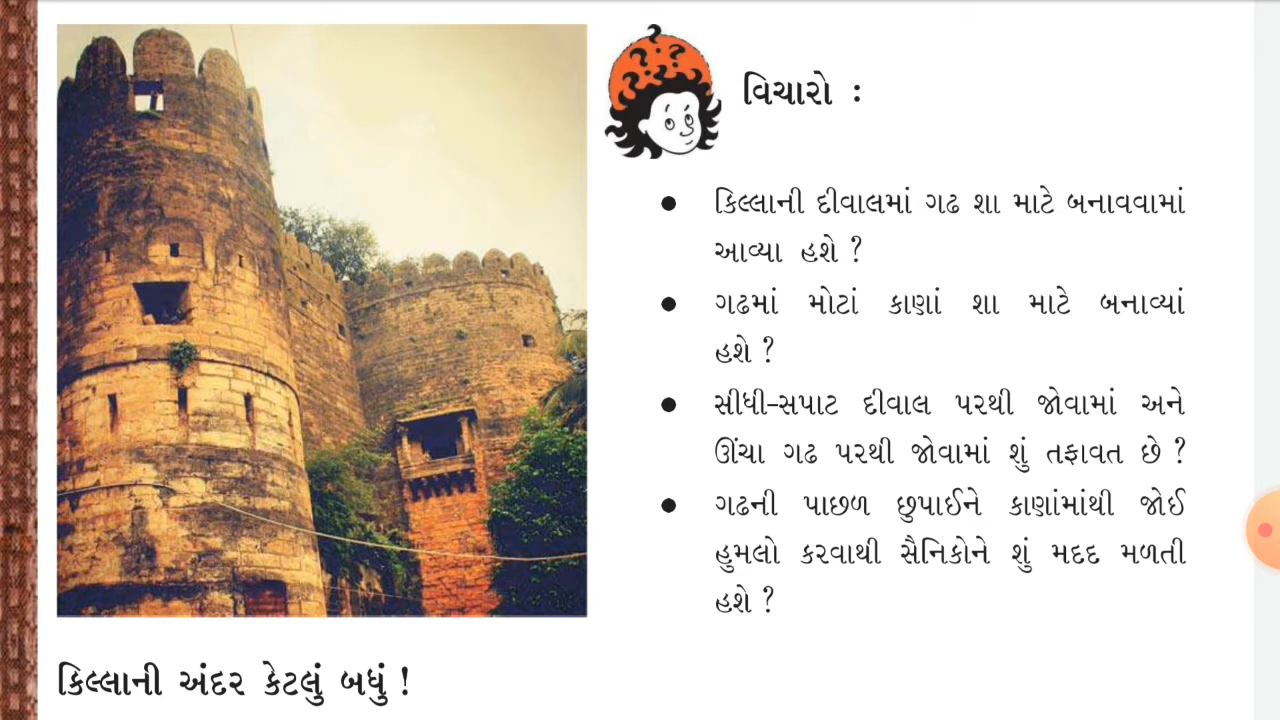 વિચારો :
• કિલ્લાની દીવાલમાં ગઢ શા માટે બનાવવામાં
આવ્યા હશે ?
• ગઢમાં મોટાં કાણાં શા માટે બનાવ્યાં
હશે ?
• સીધી-સપાટ દીવાલ પરથી જોવામાં અને
ઊંચા ગઢ પરથી જોવામાં શું તફાવત છે ?
• ગઢની પાછળ છુપાઈને કાણાંમાંથી જોઈ
હુમલો કરવાથી સૈનિકોને શું મદદ મળતી
હશે ?
કિલ્લાની અંદર કેટલું બધું !